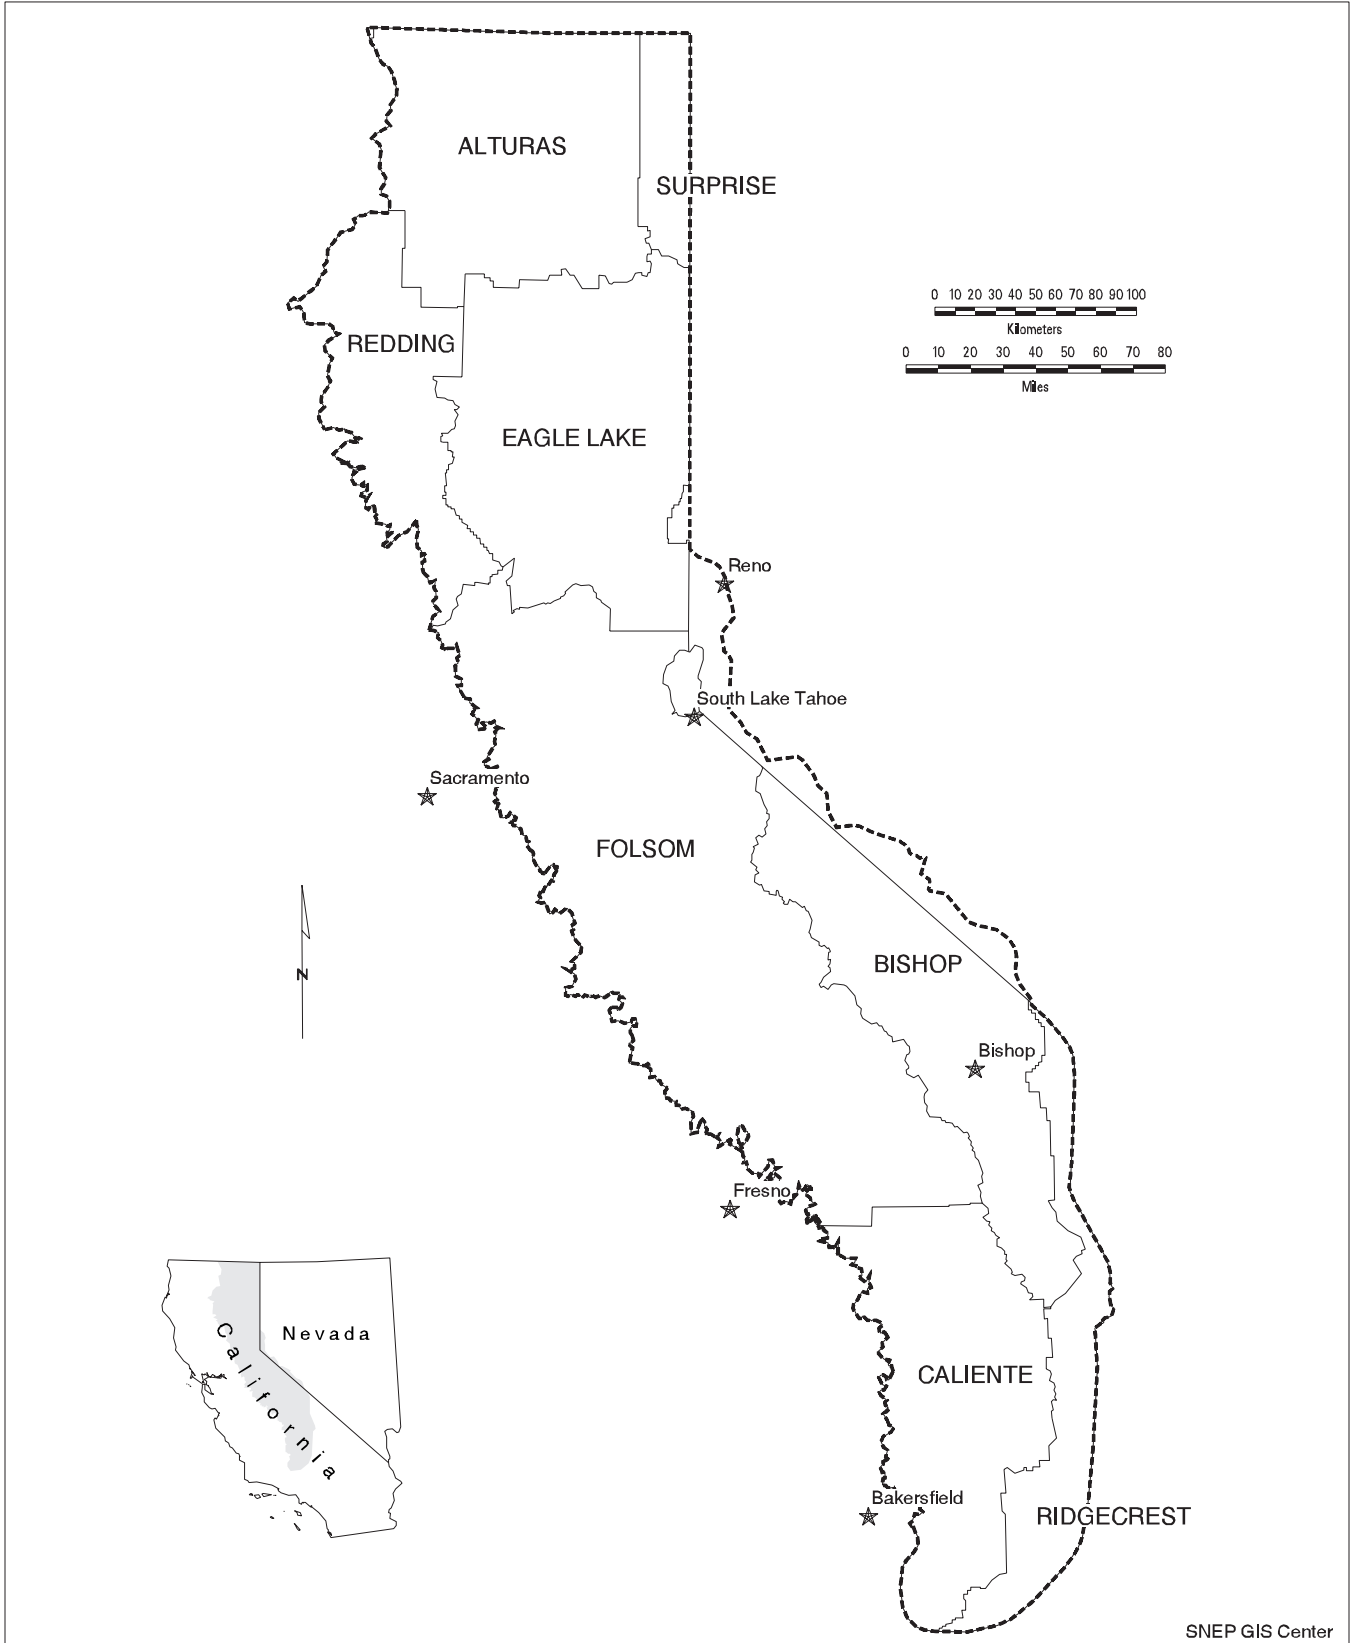 ALTURAS
SURPRISE
0 10 20 30 40 50 60 70 80 90 100
Kilometers
REDDING
0 10 20 30 40 50 60 70 80
Miles
EAGLE LAKE
Reno
South Lake Tahoe
Sacramento
FOLSOM
BISHOP
N
Bishop
Fresno
Nevada
California
CALIENTE
Bakersfield
RIDGECREST
SNEP GIS Center